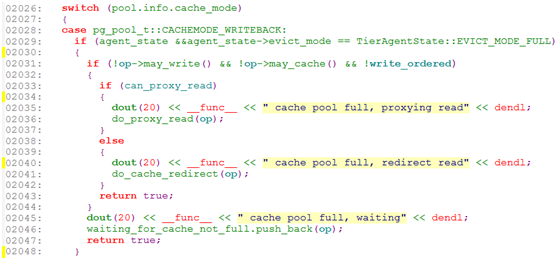 02026: switch (pool.info.cache_mode)
02027: {
02028: case pg_pool_t::CACHEMODE_WRITEBACK:
02029: if (agent_state &&agent_state->evict_mode == TierAgentState::EVICT_MODE_FULL)
02030: {
02031: if (!op->may_write() && !op->may_cache() && !write_ordered)
02032: {
02033: if (can_proxy_read)
02034: {
02035: dout(20) << __func__ << " cache pool full, proxying read" << dendl;
02036: do_proxy_read(op);
02037: }
02038: else
02039: {
02040: dout(20) << __func__ << " cache pool full, redirect read" << dendl;
02041: do_cache_redirect(op);
02042: }
02043: return true;
02044: }
02045: dout(20) << __func__ << " cache pool full, waiting" << dendl;
02046: waiting_for_cache_not_full.push_back(op);
02047: return true;
02048: }